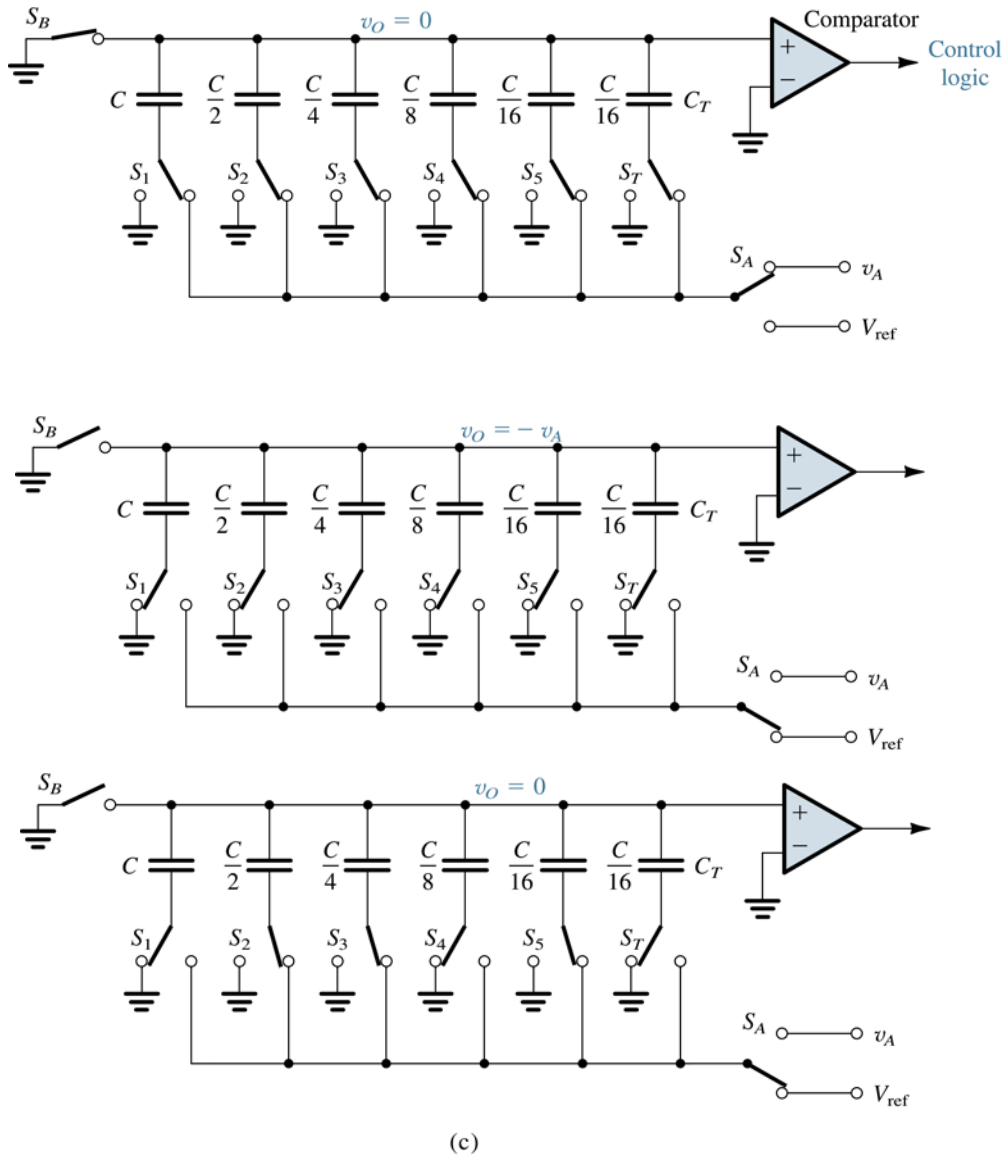 S_B v_O = 0 Comparator
+
−
Control
logic
C C/2 C/4 C/8 C/16 C/16 C_T
S_1 S_2 S_3 S_4 S_5 S_T
S_A v_A
V_ref
S_B v_O = − v_A
+
−
C C/2 C/4 C/8 C/16 C/16 C_T
S_1 S_2 S_3 S_4 S_5 S_T
S_A v_A
V_ref
S_B v_O = 0
+
−
C C/2 C/4 C/8 C/16 C/16 C_T
S_1 S_2 S_3 S_4 S_5 S_T
S_A v_A
V_ref
(c)